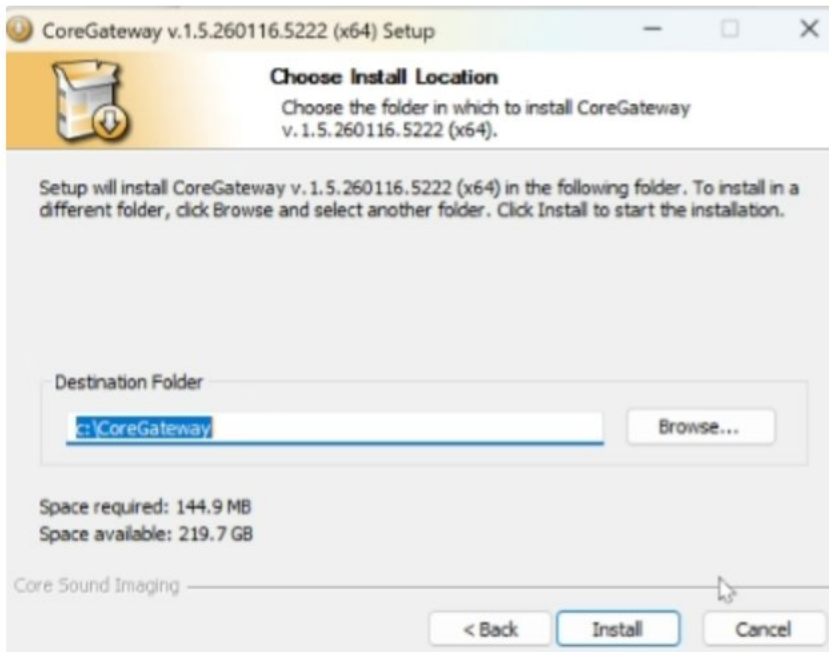 CoreGateway v.1.5.260116.5222 (x64) Setup
Choose Install Location
Choose the folder in which to install CoreGateway
v.1.5.260116.5222 (x64).
Setup will install CoreGateway v.1.5.260116.5222 (x64) in the following folder. To install in a
different folder, click Browse and select another folder. Click Install to start the installation.
Destination Folder
c:\CoreGateway
Browse...
Space required: 144.9 MB
Space available: 219.7 GB
Core Sound Imaging
< Back
Install
Cancel